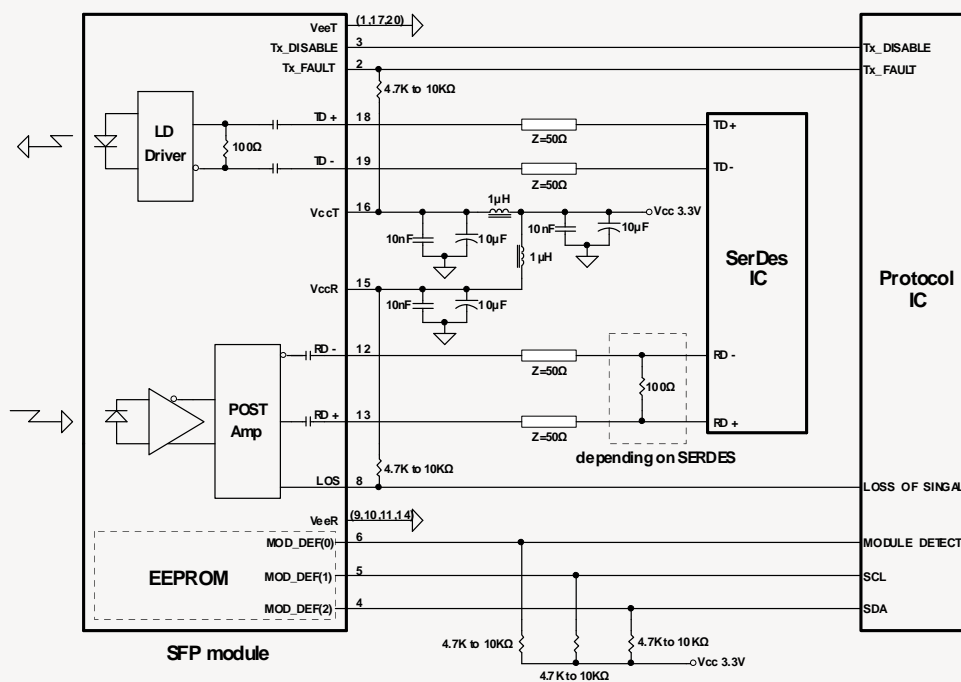 VeeT (1,17,20)
Tx_DISABLE 3 Tx_DISABLE
Tx_FAULT 2 Tx_FAULT
4.7K to 10KΩ
LD
Driver
100Ω
TD+ 18 TD+
Z=50Ω
TD- 19 TD-
Z=50Ω
1µH
VccT 16 Vcc 3.3V
10nF 10µF 10nF 10µF
1µH
SerDes
IC
Protocol
IC
VccR 15
10nF 10µF
RD - 12 RD -
Z=50Ω
100Ω
POST
Amp
RD+ 13 RD+
Z=50Ω
depending on SERDES
4.7K to 10KΩ
LOS 8 LOSS OF SINGAL
VeeR (9,10,11,14)
MOD_DEF(0) 6 MODULE DETECT
EEPROM
MOD_DEF(1) 5 SCL
MOD_DEF(2) 4 SDA
4.7K to 10KΩ 4.7K to 10KΩ
SFP module
Vcc 3.3V
4.7K to 10KΩ